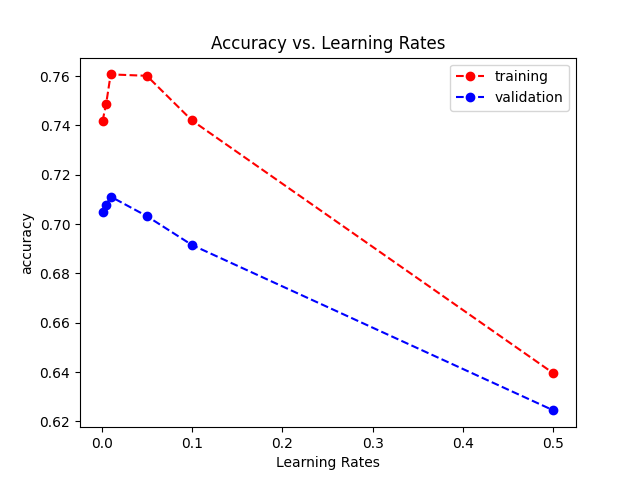 Accuracy vs. Learning Rates
training
validation
accuracy
0.76
0.74
0.72
0.70
0.68
0.66
0.64
0.62
0.0 0.1 0.2 0.3 0.4 0.5
Learning Rates